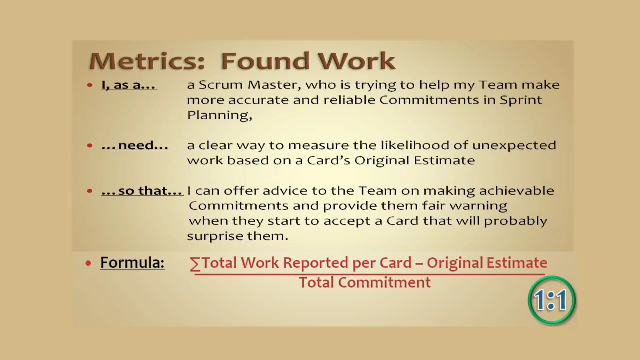 Metrics:  Found Work
• I, as a…  a Scrum Master, who is trying to help my Team make
more accurate and reliable Commitments in Sprint
Planning,
• …need…  a clear way to measure the likelihood of unexpected
work based on a Card's Original Estimate
• …so that…  I can offer advice to the Team on making achievable
Commitments and provide them fair warning
when they start to accept a Card that will probably
surprise them.
• Formula:  ∑Total Work Reported per Card – Original Estimate
Total Commitment
1:1